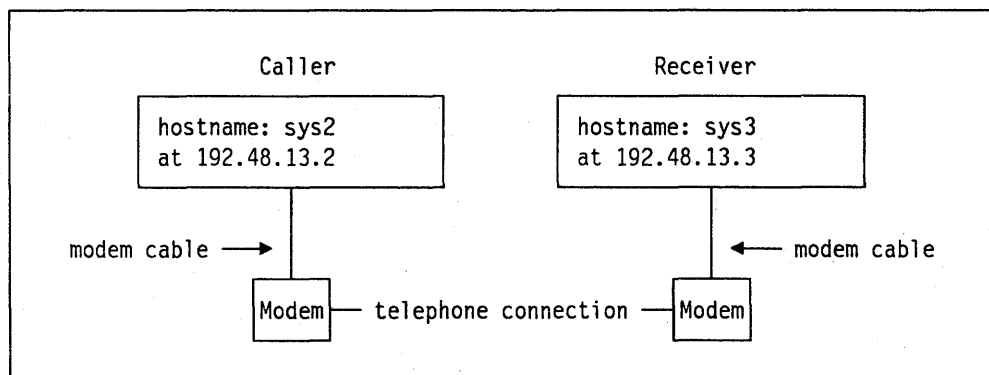 Caller
Receiver
hostname: sys2
at 192.48.13.2
hostname: sys3
at 192.48.13.3
modem cable
modem cable
Modem
telephone connection
Modem